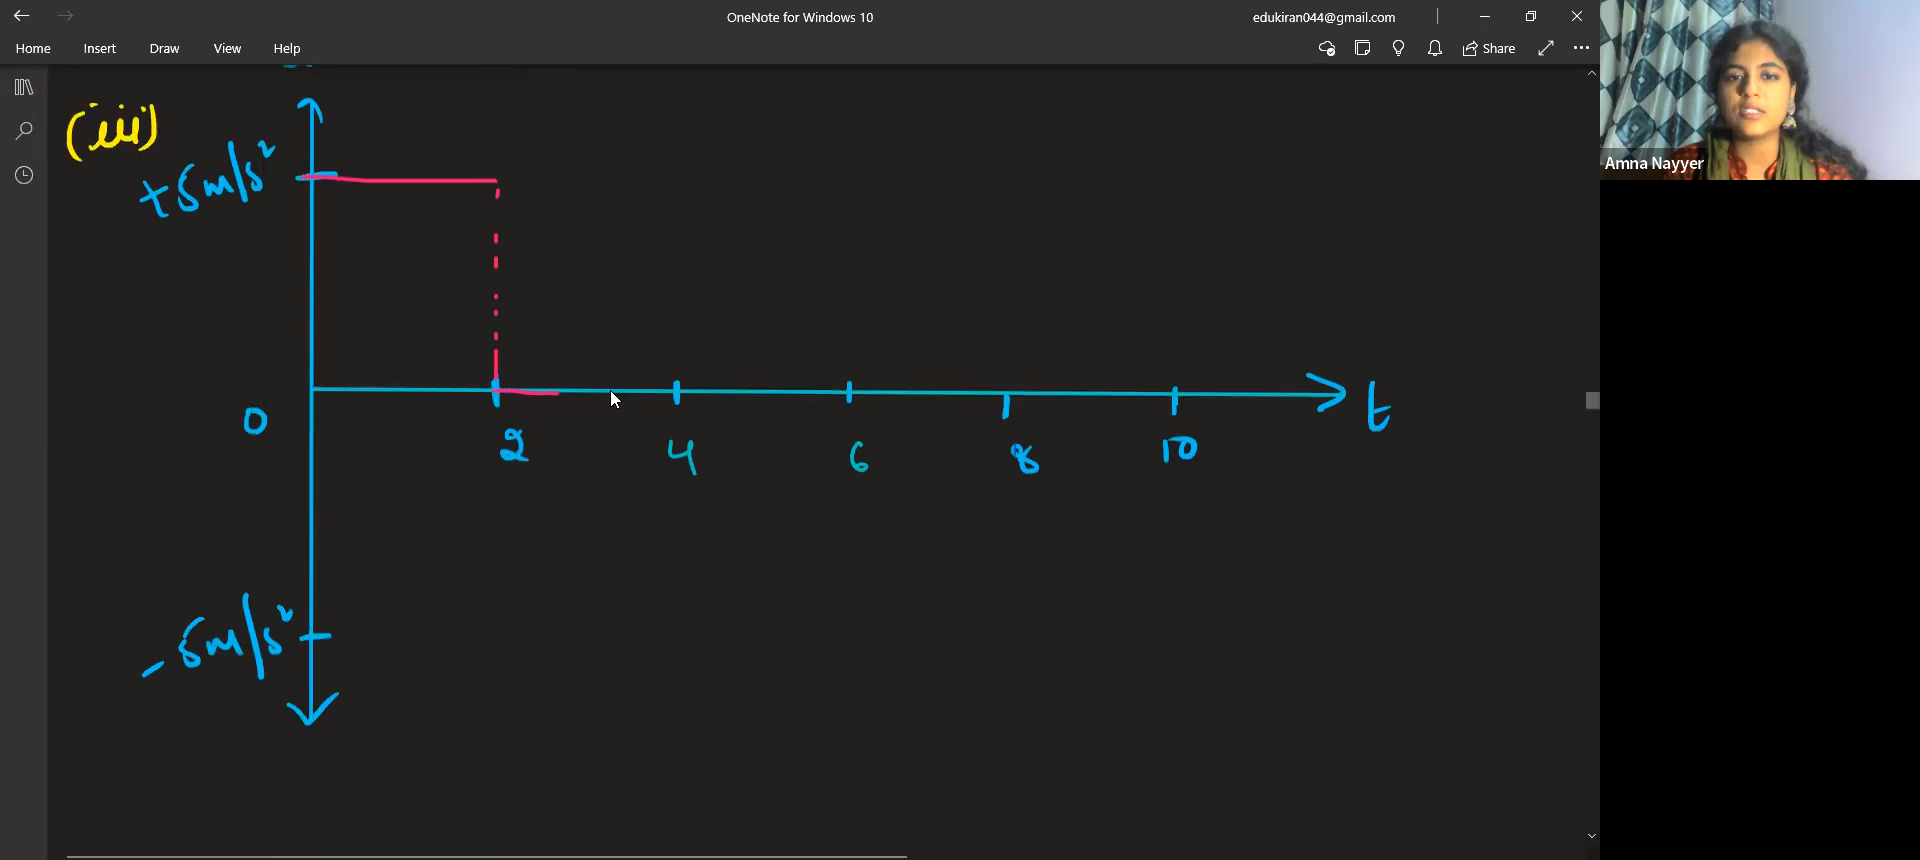 OneNote for Windows 10
edukiran044@gmail.com
Home Insert Draw View Help
Share
Amna Nayyer
(iii)
+5m/s²
0
2 4 6 8 10
t
-5m/s²